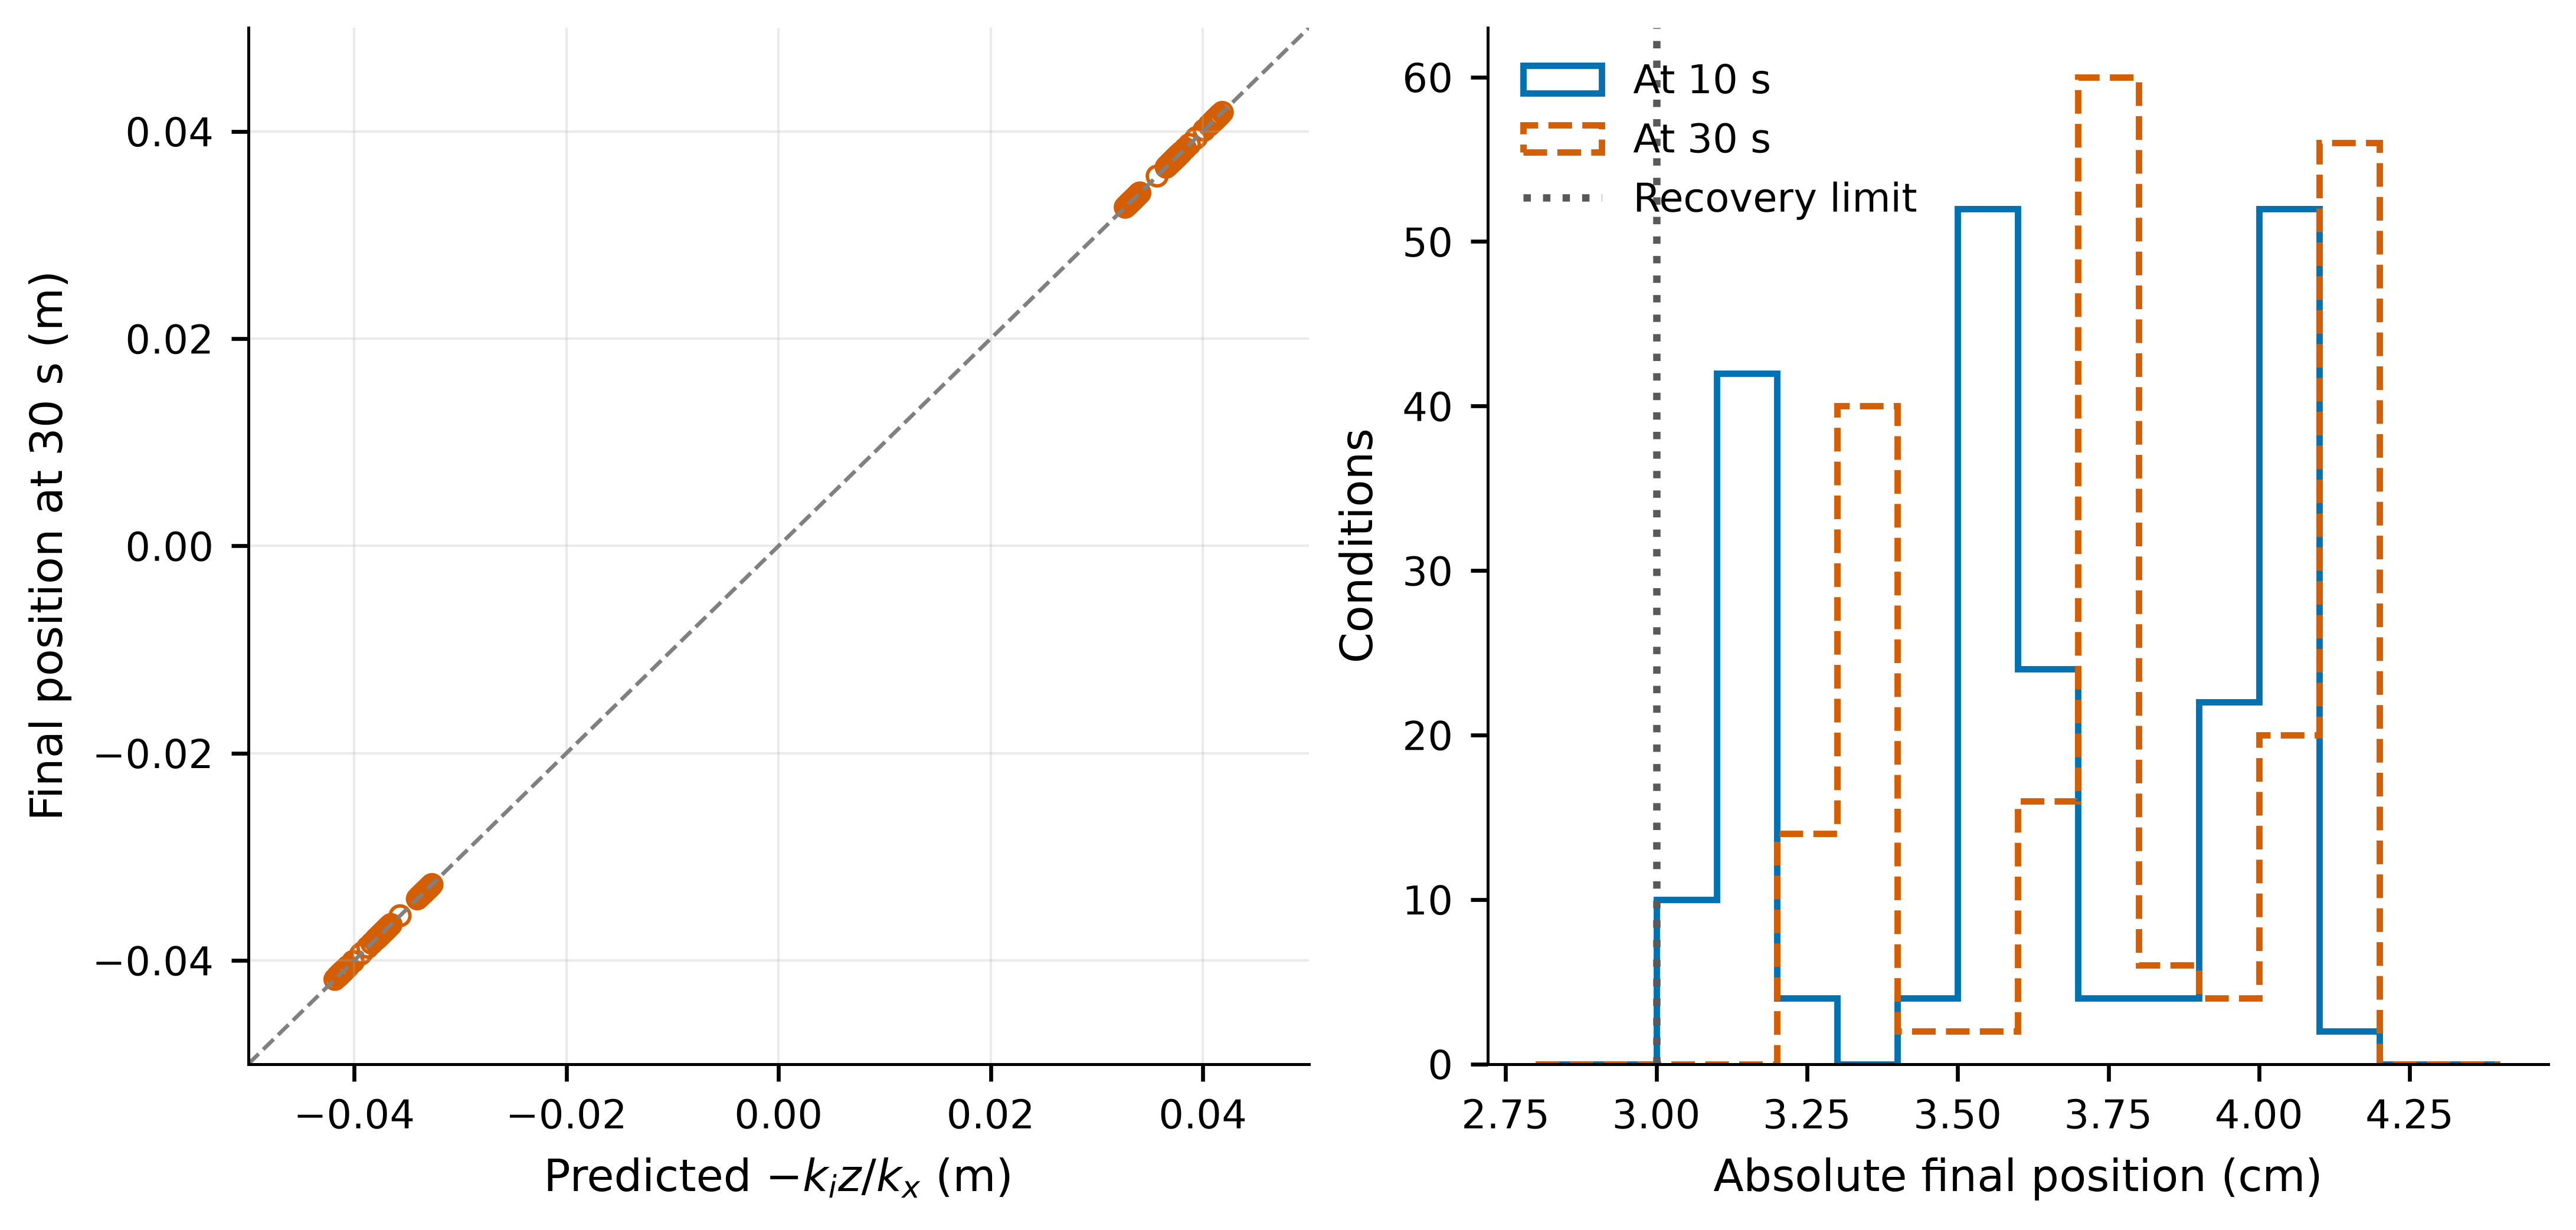 Final position at 30 s (m)
0.04
0.02
0.00
−0.02
−0.04
−0.04 −0.02 0.00 0.02 0.04
Predicted −kᵢz/kₓ (m)
Conditions
60
50
40
30
20
10
0
At 10 s
At 30 s
Recovery limit
2.75 3.00 3.25 3.50 3.75 4.00 4.25
Absolute final position (cm)